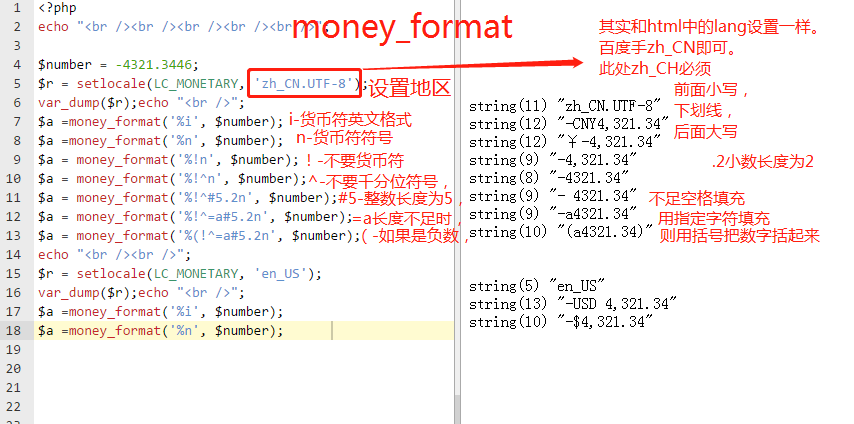 money_format
1 <?php
2 echo "<br /><br /><br /><br /><br /><br />";
3
4 $number = -4321.3446;
5 $r = setlocale(LC_MONETARY, 'zh_CN.UTF-8'); 设置地区
6 var_dump($r);echo "<br />";
7 $a =money_format('%i', $number); i-货币符英文格式
8 $a =money_format('%n', $number); n-货币符符号
9 $a = money_format('%!n', $number); ! -不要货币符
10 $a = money_format('%!^n', $number); ^-不要千分位符号，
11 $a = money_format('%!^#5.2n', $number); #5-整数长度为5，
12 $a = money_format('%!^=a#5.2n', $number); =a长度不足时，
13 $a = money_format('%(!^=a#5.2n', $number); ( -如果是负数，
14 echo "<br /><br />";
15 $r = setlocale(LC_MONETARY, 'en_US');
16 var_dump($r);echo "<br />";
17 $a =money_format('%i', $number);
18 $a =money_format('%n', $number);
19
20
21
22
其实和html中的lang设置一样。
百度手zh_CN即可。
此处zh_CH必须
前面小写，
下划线，
后面大写
string(11) "zh_CN.UTF-8"
string(12) "-CNY4,321.34"
string(12) "￥-4,321.34"
string(9) "-4,321.34" .2小数长度为2
string(8) "-4321.34"
string(9) "- 4321.34" 不足空格填充
string(9) "-a4321.34" 用指定字符填充
string(10) "(a4321.34)" 则用括号把数字括起来
string(5) "en_US"
string(13) "-USD 4,321.34"
string(10) "-$4,321.34"